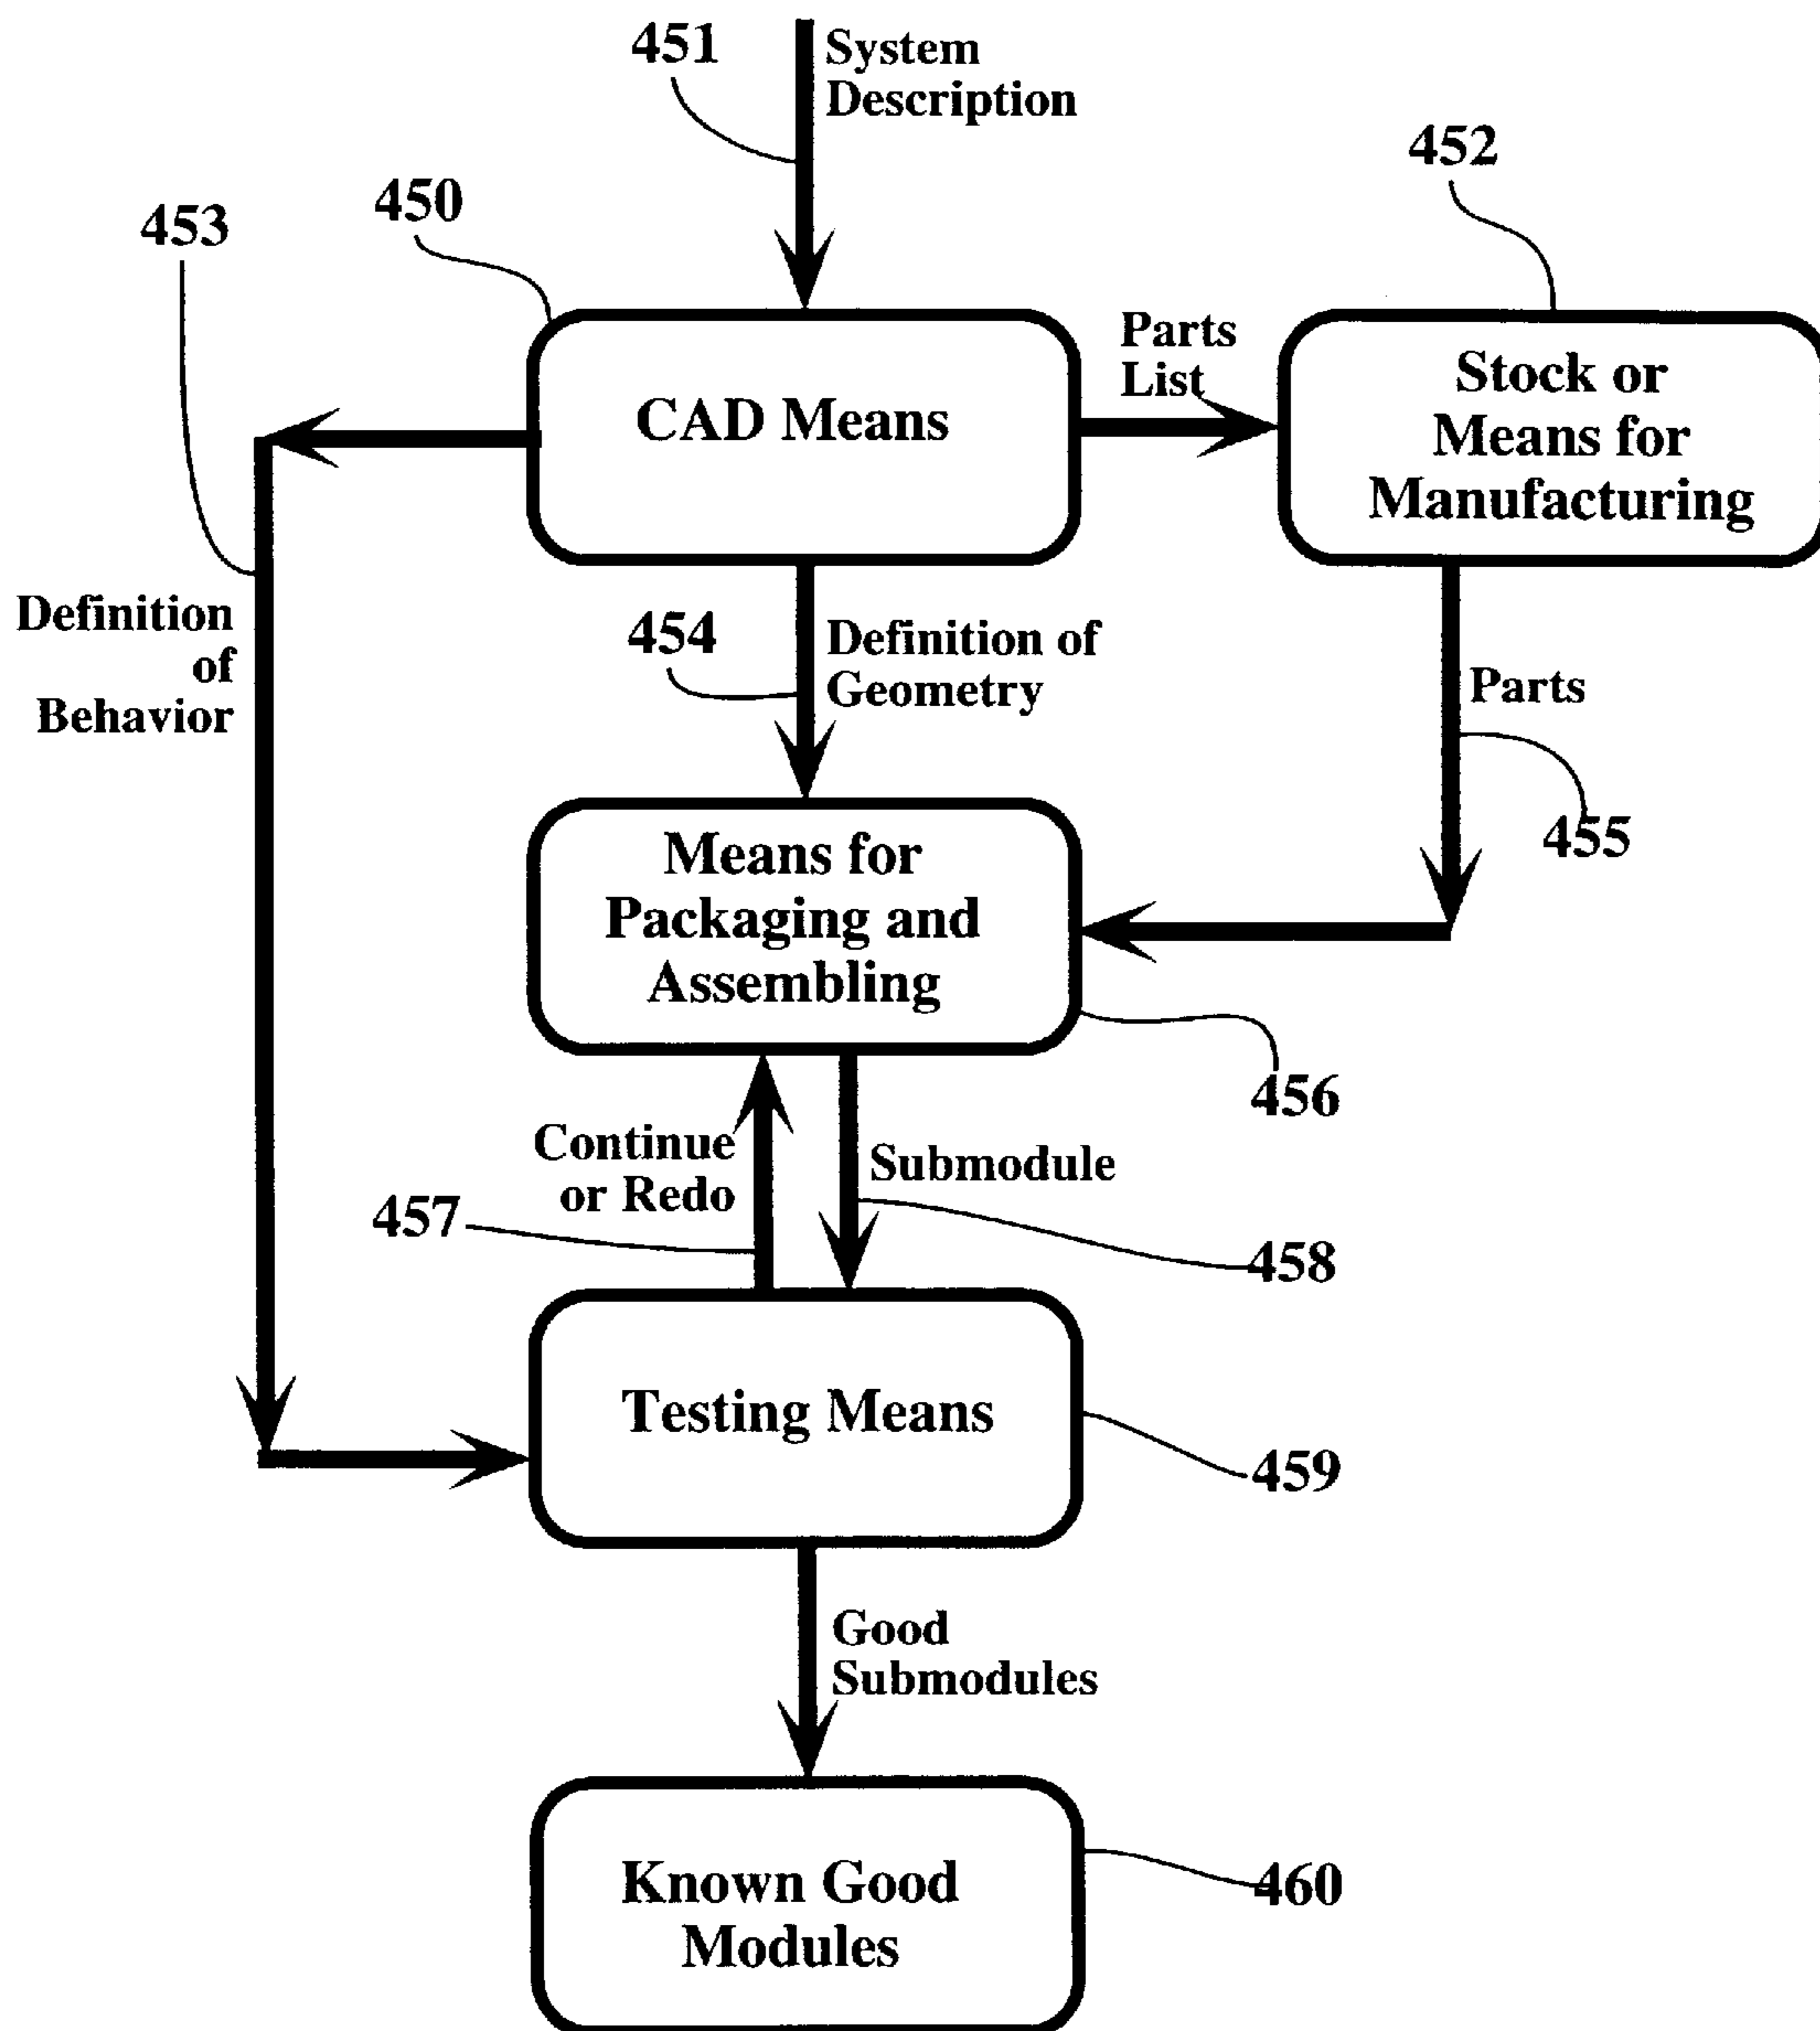 451
System
Description
452
450
453
Parts
List
CAD Means
Stock or
Means for
Manufacturing
Definition
of
Behavior
454
Definition of
Geometry
Parts
455
Means for
Packaging and
Assembling
456
Continue
or Redo
Submodule
457
458
Testing Means
459
Good
Submodules
Known Good
Modules
460